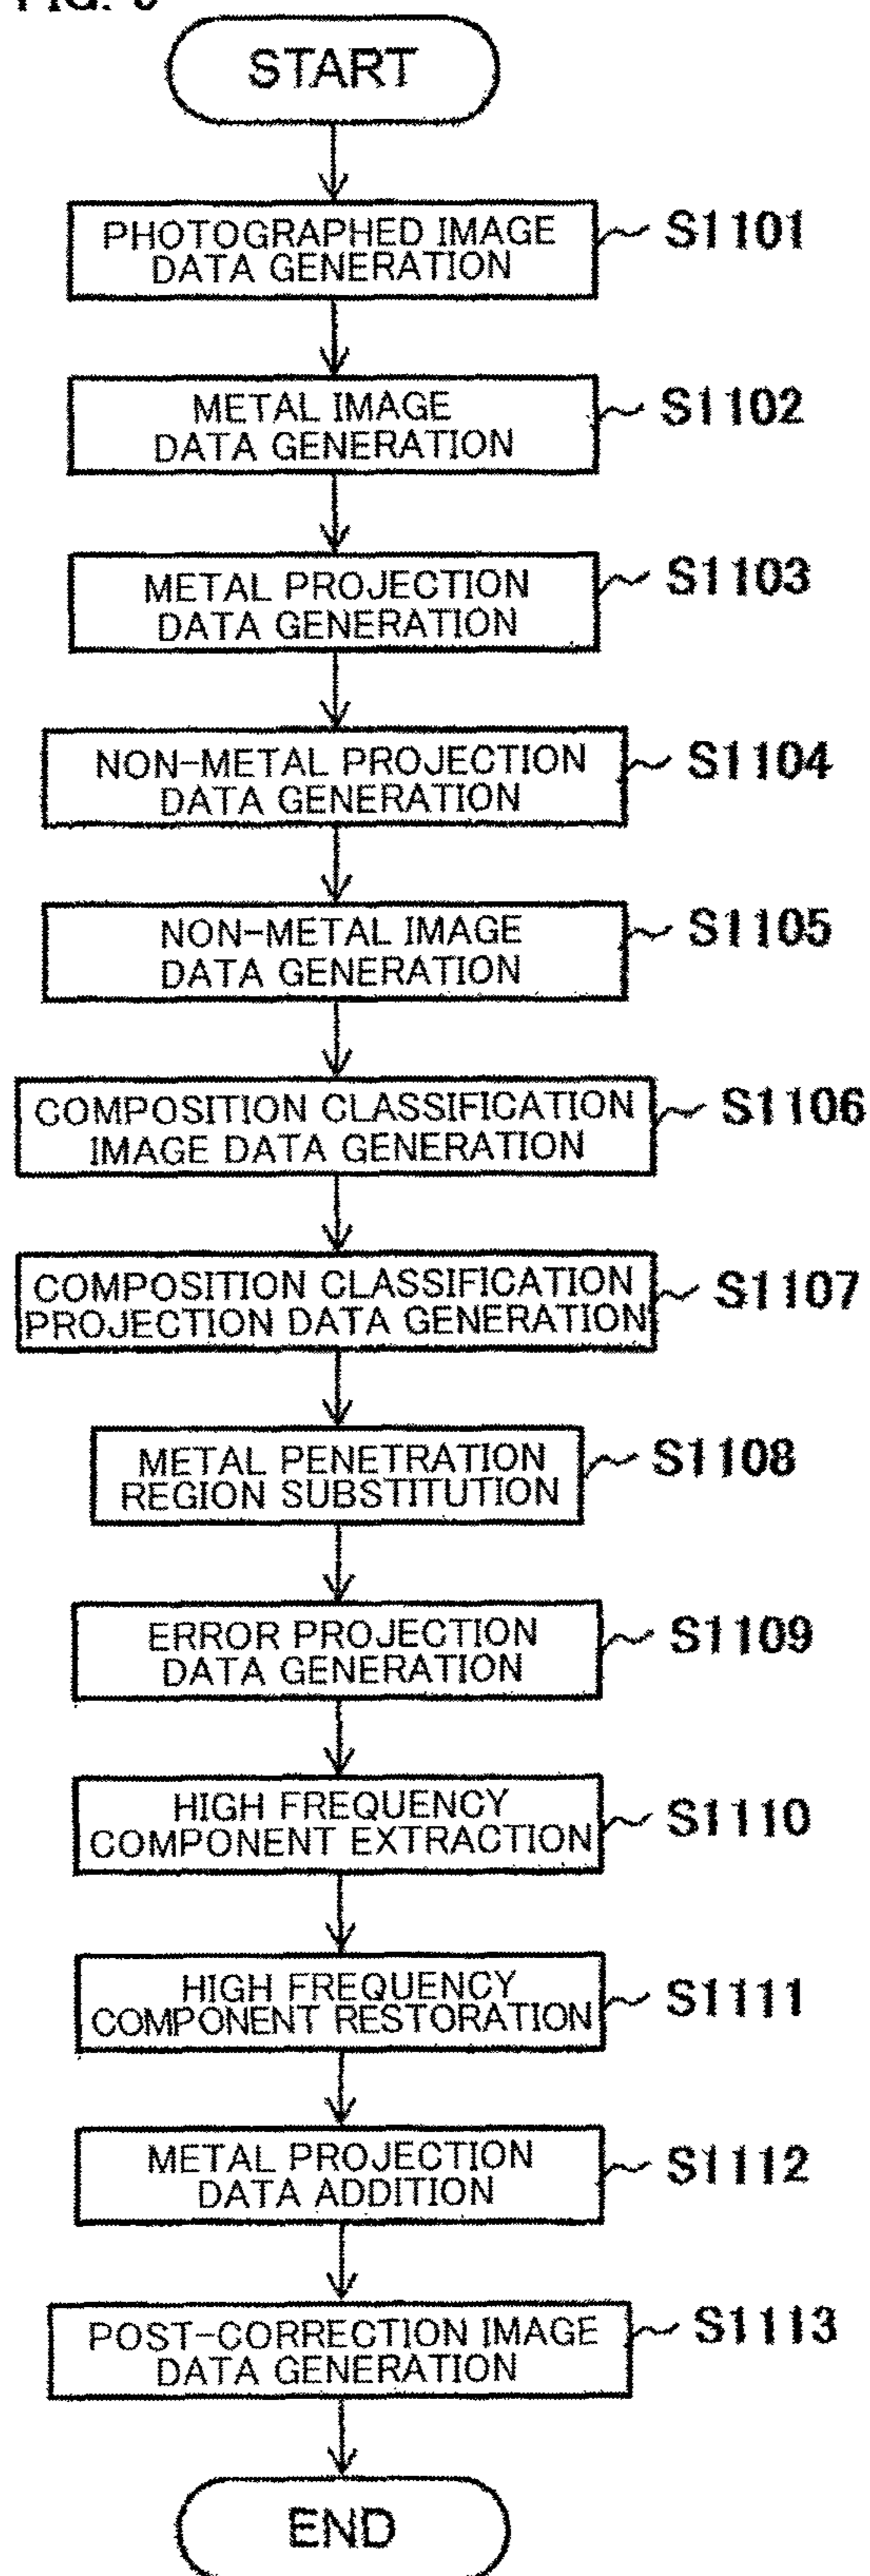 START
PHOTOGRAPHED IMAGE
DATA GENERATION
S1101
METAL IMAGE
DATA GENERATION
S1102
METAL PROJECTION
DATA GENERATION
S1103
NON-METAL PROJECTION
DATA GENERATION
S1104
NON-METAL IMAGE
DATA GENERATION
S1105
COMPOSITION CLASSIFICATION
IMAGE DATA GENERATION
S1106
COMPOSITION CLASSIFICATION
PROJECTION DATA GENERATION
S1107
METAL PENETRATION
REGION SUBSTITUTION
S1108
ERROR PROJECTION
DATA GENERATION
S1109
HIGH FREQUENCY
COMPONENT EXTRACTION
S1110
HIGH FREQUENCY
COMPONENT RESTORATION
S1111
METAL PROJECTION
DATA ADDITION
S1112
POST-CORRECTION IMAGE
DATA GENERATION
S1113
END